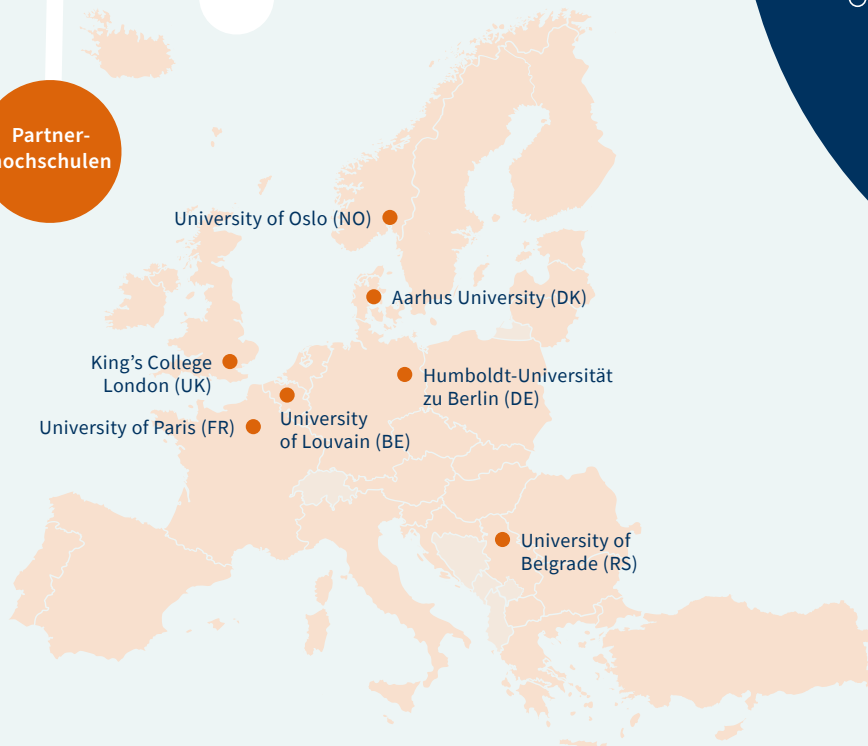 Partner-
hochschulen
University of Oslo (NO)
Aarhus University (DK)
King’s College
London (UK)
Humboldt-Universität
zu Berlin (DE)
University of Paris (FR)
University
of Louvain (BE)
University of
Belgrade (RS)